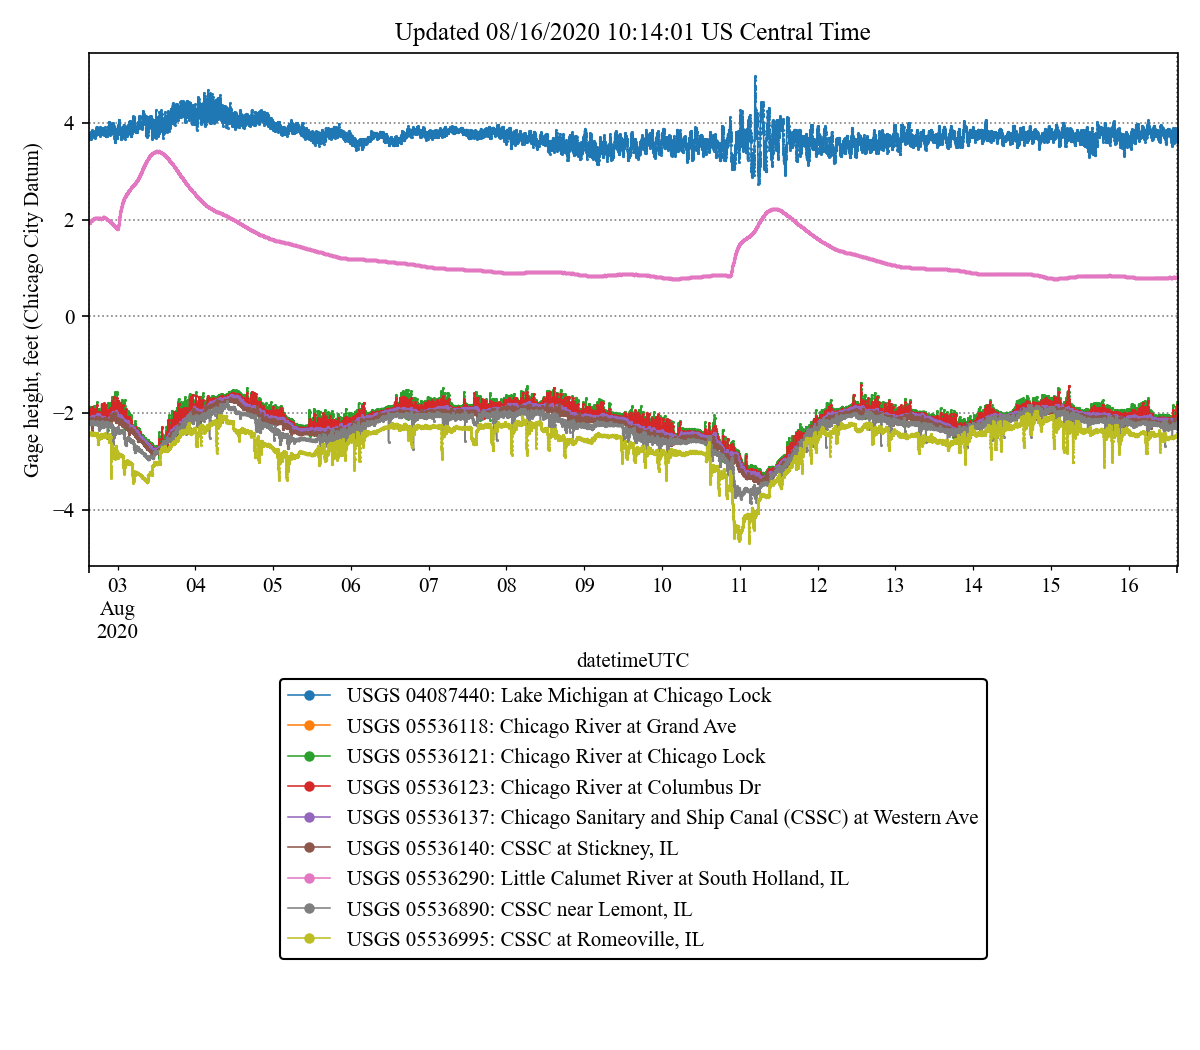 Updated 08/16/2020 10:14:01 US Central Time
Gage height, feet (Chicago City Datum)
4
2
0
−2
−4
03 04 05 06 07 08 09 10 11 12 13 14 15 16
Aug
2020
datetimeUTC
USGS 04087440: Lake Michigan at Chicago Lock
USGS 05536118: Chicago River at Grand Ave
USGS 05536121: Chicago River at Chicago Lock
USGS 05536123: Chicago River at Columbus Dr
USGS 05536137: Chicago Sanitary and Ship Canal (CSSC) at Western Ave
USGS 05536140: CSSC at Stickney, IL
USGS 05536290: Little Calumet River at South Holland, IL
USGS 05536890: CSSC near Lemont, IL
USGS 05536995: CSSC at Romeoville, IL